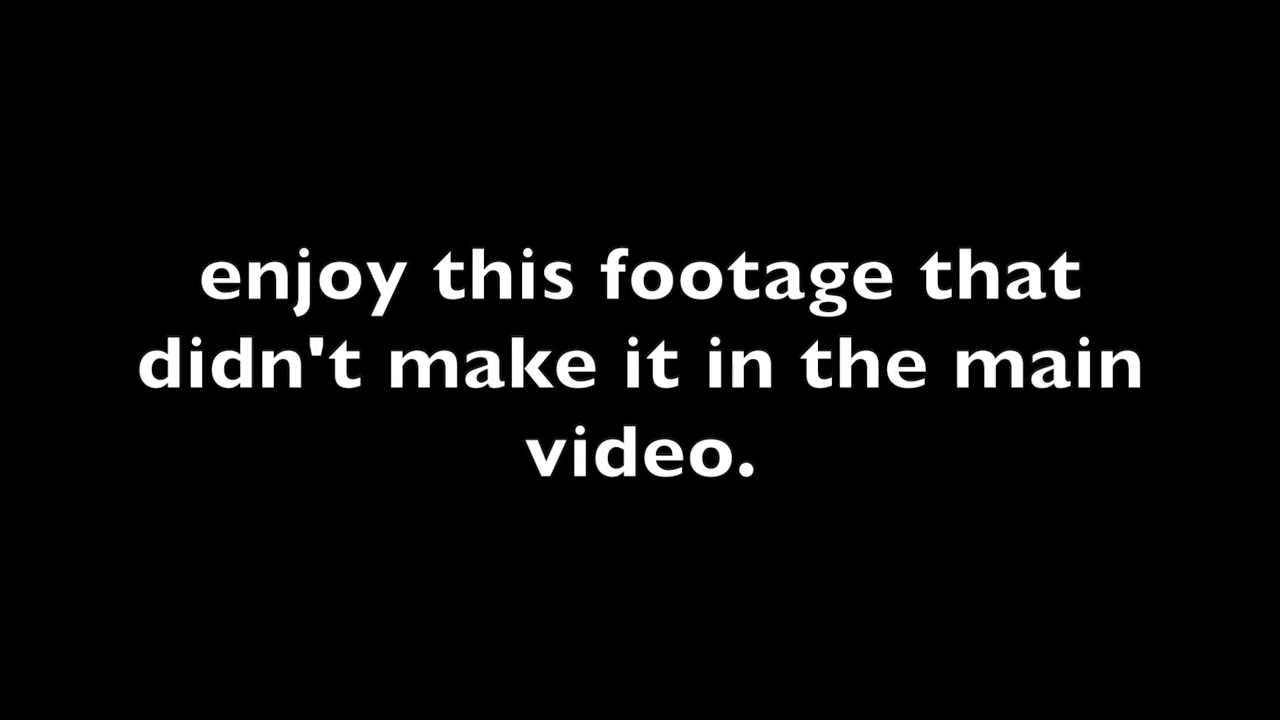 enjoy this footage that
didn't make it in the main
video.